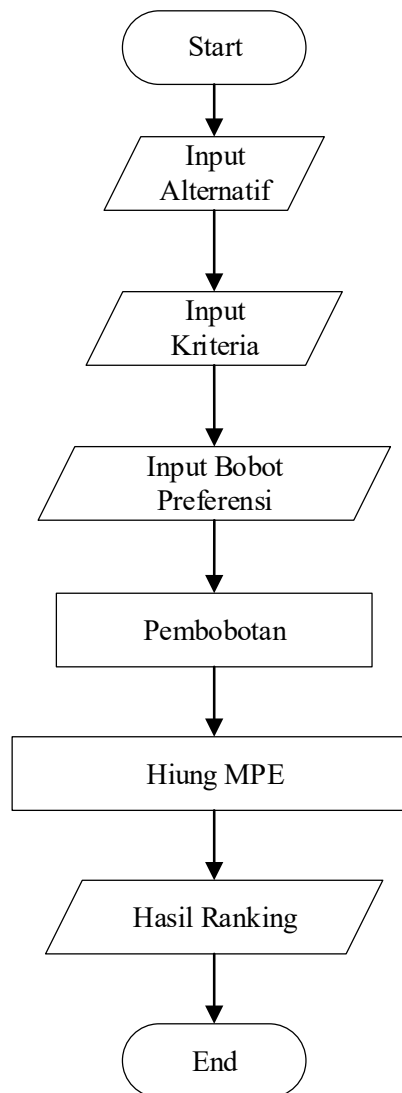 Start
Input
Alternatif
Input
Kriteria
Input Bobot
Preferensi
Pembobotan
Hiung MPE
Hasil Ranking
End